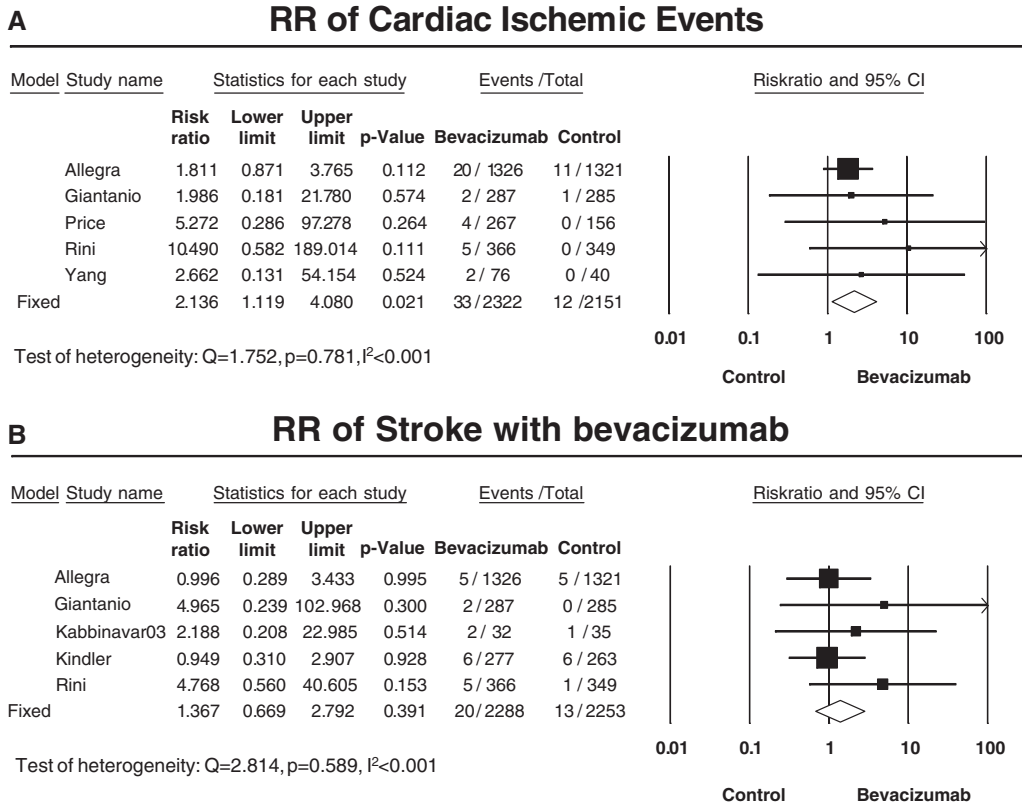 A RR of Cardiac Ischemic Events
Model Study name Statistics for each study Events /Total Riskratio and 95% CI
Risk Lower Upper
ratio limit limit p-Value Bevacizumab Control
Allegra 1.811 0.871 3.765 0.112 20 / 1326 11 / 1321
Giantanio 1.986 0.181 21.780 0.574 2 / 287 1 / 285
Price 5.272 0.286 97.278 0.264 4 / 267 0 / 156
Rini 10.490 0.582 189.014 0.111 5 / 366 0 / 349
Yang 2.662 0.131 54.154 0.524 2 / 76 0 / 40
Fixed 2.136 1.119 4.080 0.021 33 / 2322 12 / 2151
0.01 0.1 1 10 100
Test of heterogeneity: Q=1.752, p=0.781, I²<0.001
Control Bevacizumab
B RR of Stroke with bevacizumab
Model Study name Statistics for each study Events /Total Riskratio and 95% CI
Risk Lower Upper
ratio limit limit p-Value Bevacizumab Control
Allegra 0.996 0.289 3.433 0.995 5 / 1326 5 / 1321
Giantanio 4.965 0.239 102.968 0.300 2 / 287 0 / 285
Kabbinavar03 2.188 0.208 22.985 0.514 2 / 32 1 / 35
Kindler 0.949 0.310 2.907 0.928 6 / 277 6 / 263
Rini 4.768 0.560 40.605 0.153 5 / 366 1 / 349
Fixed 1.367 0.669 2.792 0.391 20 / 2288 13 / 2253
0.01 0.1 1 10 100
Test of heterogeneity: Q=2.814, p=0.589, I²<0.001
Control Bevacizumab